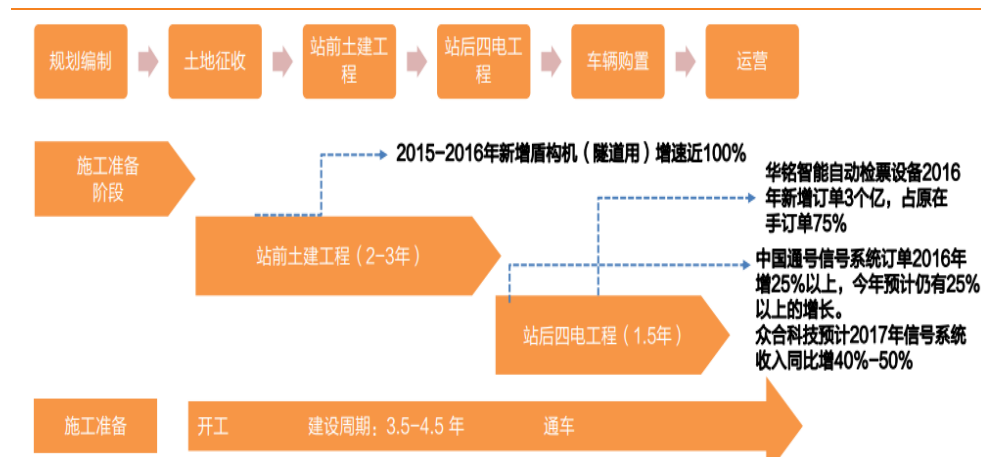 规划编制
土地征收
站前土建工
程
站后四电工
程
车辆购置
运营
施工准备
阶段
2015-2016年新增盾构机（隧道用）增速近100%
华铭智能自动检票设备2016
年新增订单3个亿，占原在
手订单75%
站前土建工程（2-3年）
中国通号信号系统订单2016年
增25%以上，今年预计仍有25%
以上的增长。
众合科技预计2017年信号系统
收入同比增40%-50%
站后四电工程（1.5年）
施工准备
开工
建设周期：3.5-4.5 年
通车